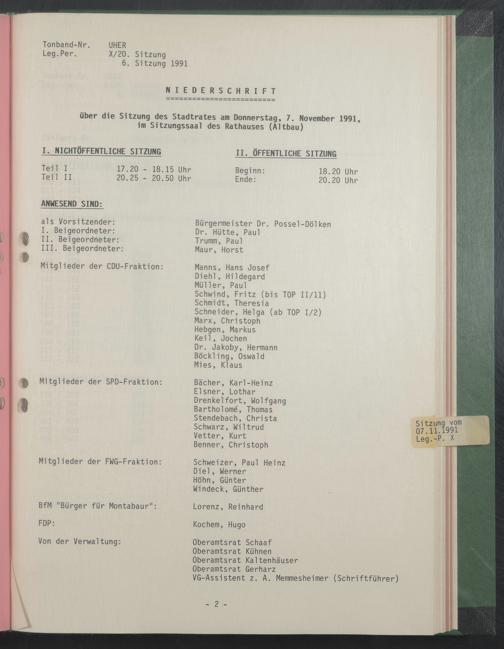 Tonband-Nr. UHER
Leg.Per. X/20. Sitzung
6. Sitzung 1991
N I E D E R S C H R I F T
=========================
über die Sitzung des Stadtrates am Donnerstag, 7. November 1991,
im Sitzungssaal des Rathauses (Altbau)
I. NICHTÖFFENTLICHE SITZUNG II. ÖFFENTLICHE SITZUNG
Teil I 17.20 - 18.15 Uhr Beginn: 18.20 Uhr
Teil II 20.25 - 20.50 Uhr Ende: 20.20 Uhr
ANWESEND SIND:
als Vorsitzender: Bürgermeister Dr. Possel-Dölken
I. Beigeordneter: Dr. Hütte, Paul
II. Beigeordneter: Trumm, Paul
III. Beigeordneter: Maur, Horst
Mitglieder der CDU-Fraktion: Manns, Hans Josef
Diehl, Hildegard
Müller, Paul
Schwind, Fritz (bis TOP II/11)
Schmidt, Theresia
Schneider, Helga (ab TOP I/2)
Marx, Christoph
Hebgen, Markus
Keil, Jochen
Dr. Jakoby, Hermann
Böckling, Oswald
Mies, Klaus
Mitglieder der SPD-Fraktion: Bächer, Karl-Heinz
Elsner, Lothar
Drenkelfort, Wolfgang
Bartholomé, Thomas
Stendebach, Christa
Schwarz, Wiltrud
Vetter, Kurt
Benner, Christoph
Mitglieder der FWG-Fraktion: Schweizer, Paul Heinz
Diel, Werner
Höhn, Günter
Windeck, Günther
BfM "Bürger für Montabaur": Lorenz, Reinhard
FDP: Kochem, Hugo
Von der Verwaltung: Oberamtsrat Schaaf
Oberamtsrat Kühnen
Oberamtsrat Kaltenhäuser
Oberamtsrat Gerharz
VG-Assistent z. A. Memmesheimer (Schriftführer)
- 2 -
Sitzung vom
07.11.1991
Leg.-P. X